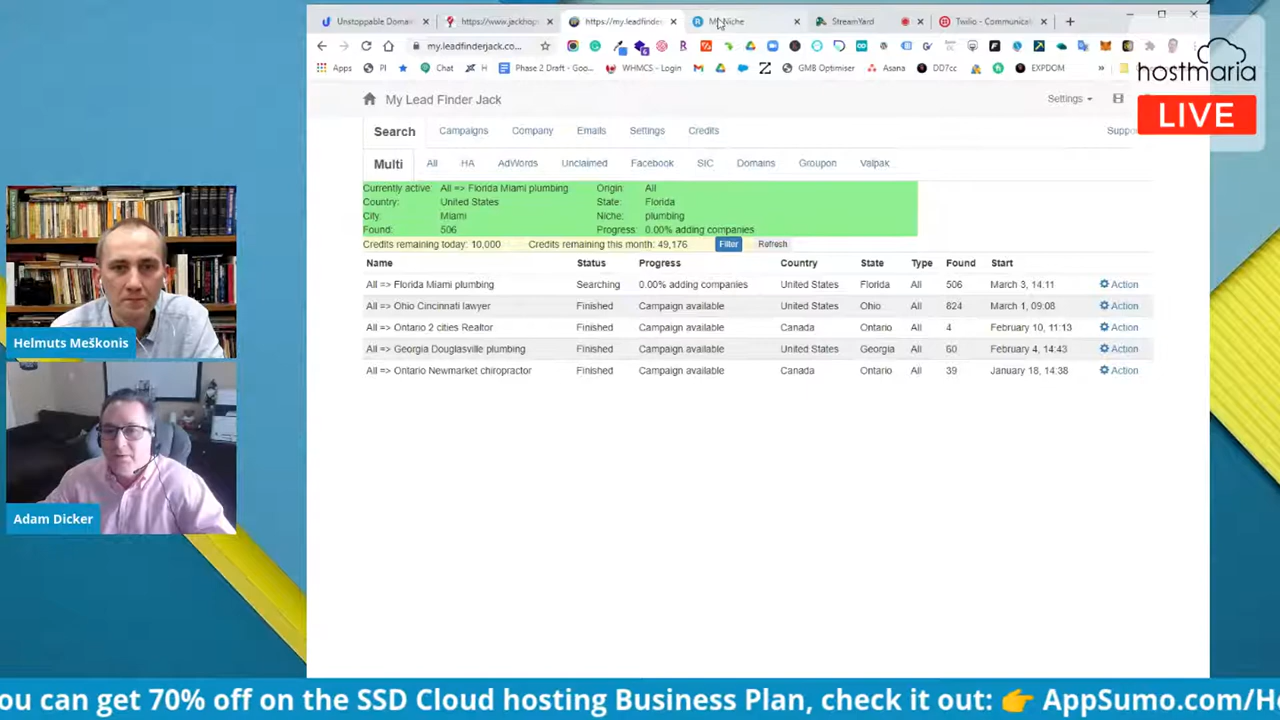 Unstoppable Domai
https://www.jackhop
https://my.leadfinder
My Niche
StreamYard
Twilio - Communicat
my.leadfinderjack.co...
Apps
PI
Chat
H
Phase 2 Draft - Goo...
WHMCS - Login
GMB Optimiser
Asana
DD7cc
EXPDOM
»
hostmaria
LIVE
My Lead Finder Jack
Settings
Search
Campaigns
Company
Emails
Settings
Credits
Suppo
Multi
All
HA
AdWords
Unclaimed
Facebook
SIC
Domains
Groupon
Valpak
Currently active: All => Florida Miami plumbing Origin: All
Country: United States State: Florida
City: Miami Niche: plumbing
Found: 506 Progress: 0.00% adding companies
Credits remaining today: 10,000 Credits remaining this month: 49,176 Filter Refresh
Name Status Progress Country State Type Found Start
All => Florida Miami plumbing Searching 0.00% adding companies United States Florida All 506 March 3, 14.11 Action
All => Ohio Cincinnati lawyer Finished Campaign available United States Ohio All 824 March 1, 09:08 Action
All => Ontario 2 cities Realtor Finished Campaign available Canada Ontario All 4 February 10, 11:13 Action
All => Georgia Douglasville plumbing Finished Campaign available United States Georgia All 60 February 4, 14:43 Action
All => Ontario Newmarket chiropractor Finished Campaign available Canada Ontario All 39 January 18, 14:38 Action
Helmuts Meškonis
Adam Dicker
ou can get 70% off on the SSD Cloud hosting Business Plan, check it out: 👉 AppSumo.com/H